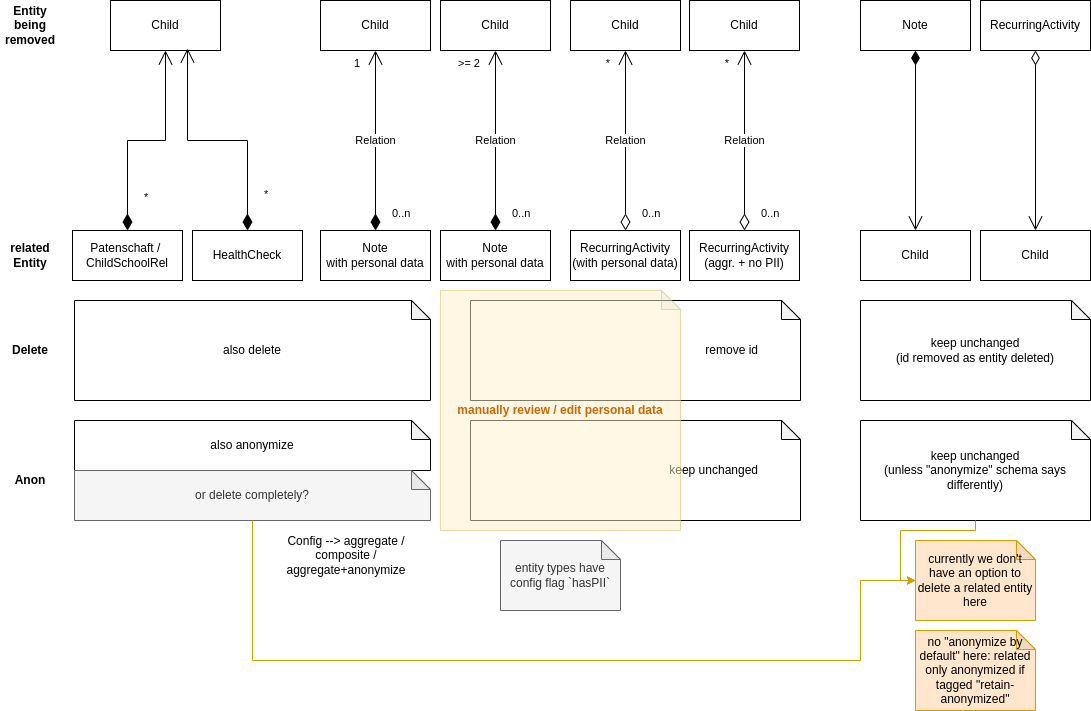 Entity
being
removed
Child
Child
Child
Child
Child
Note
RecurringActivity
1
>= 2
*
*
Relation
Relation
Relation
Relation
*
*
0..n
0..n
0..n
0..n
related
Entity
Patenschaft /
ChildSchoolRel
HealthCheck
Note
with personal data
Note
with personal data
RecurringActivity
(with personal data)
RecurringActivity
(aggr. + no PII)
Child
Child
Delete
also delete
remove id
keep unchanged
(id removed as entity deleted)
manually review / edit personal data
Anon
also anonymize
or delete completely?
keep unchanged
keep unchanged
(unless "anonymize" schema says
differently)
Config --> aggregate /
composite /
aggregate+anonymize
entity types have
config flag `hasPII`
currently we don't
have an option to
delete a related entity
here
no "anonymize by
default" here: related
only anonymized if
tagged "retain-
anonymized"